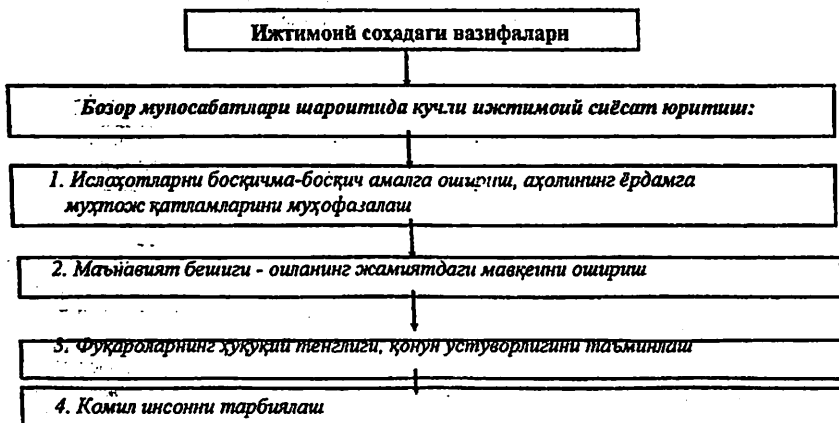 Ижтимоий соҳадаги вазифалари
Бозор муносабатлари шароитида кучли ижтимоий сиёсат юритиш:
1. Ислоҳотларни босқичма-босқич амалга ошириш, аҳолининг ёрдамга
муҳтож қатламларини муҳофазалаш
2. Маънавият бешиги - оиланинг жамиятдаги мавқеини ошириш
3. Фуқароларнинг ҳуқуқий тенглиги, қонун устуворлигини таъминлаш
4. Комил инсонни тарбиялаш